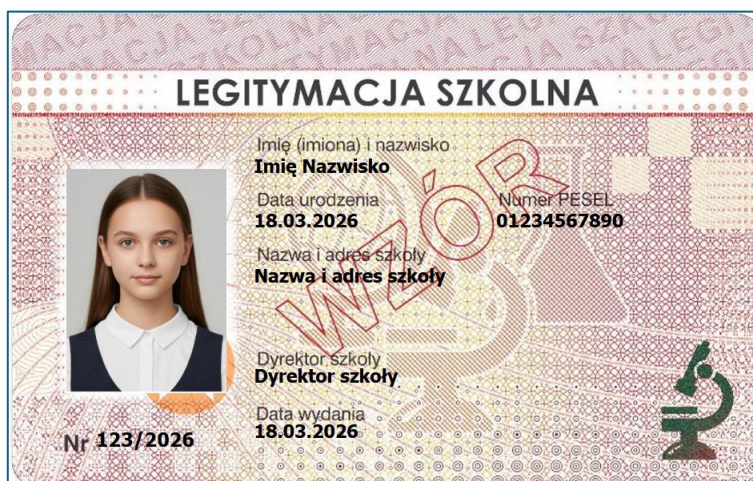 LEGITYMACJA SZKOLNA
Imię (imiona) i nazwisko
Imię Nazwisko
Data urodzenia Numer PESEL
18.03.2026 01234567890
Nazwa i adres szkoły
Nazwa i adres szkoły
WZÓR
Dyrektor szkoły
Dyrektor szkoły
Data wydania
18.03.2026
Nr 123/2026